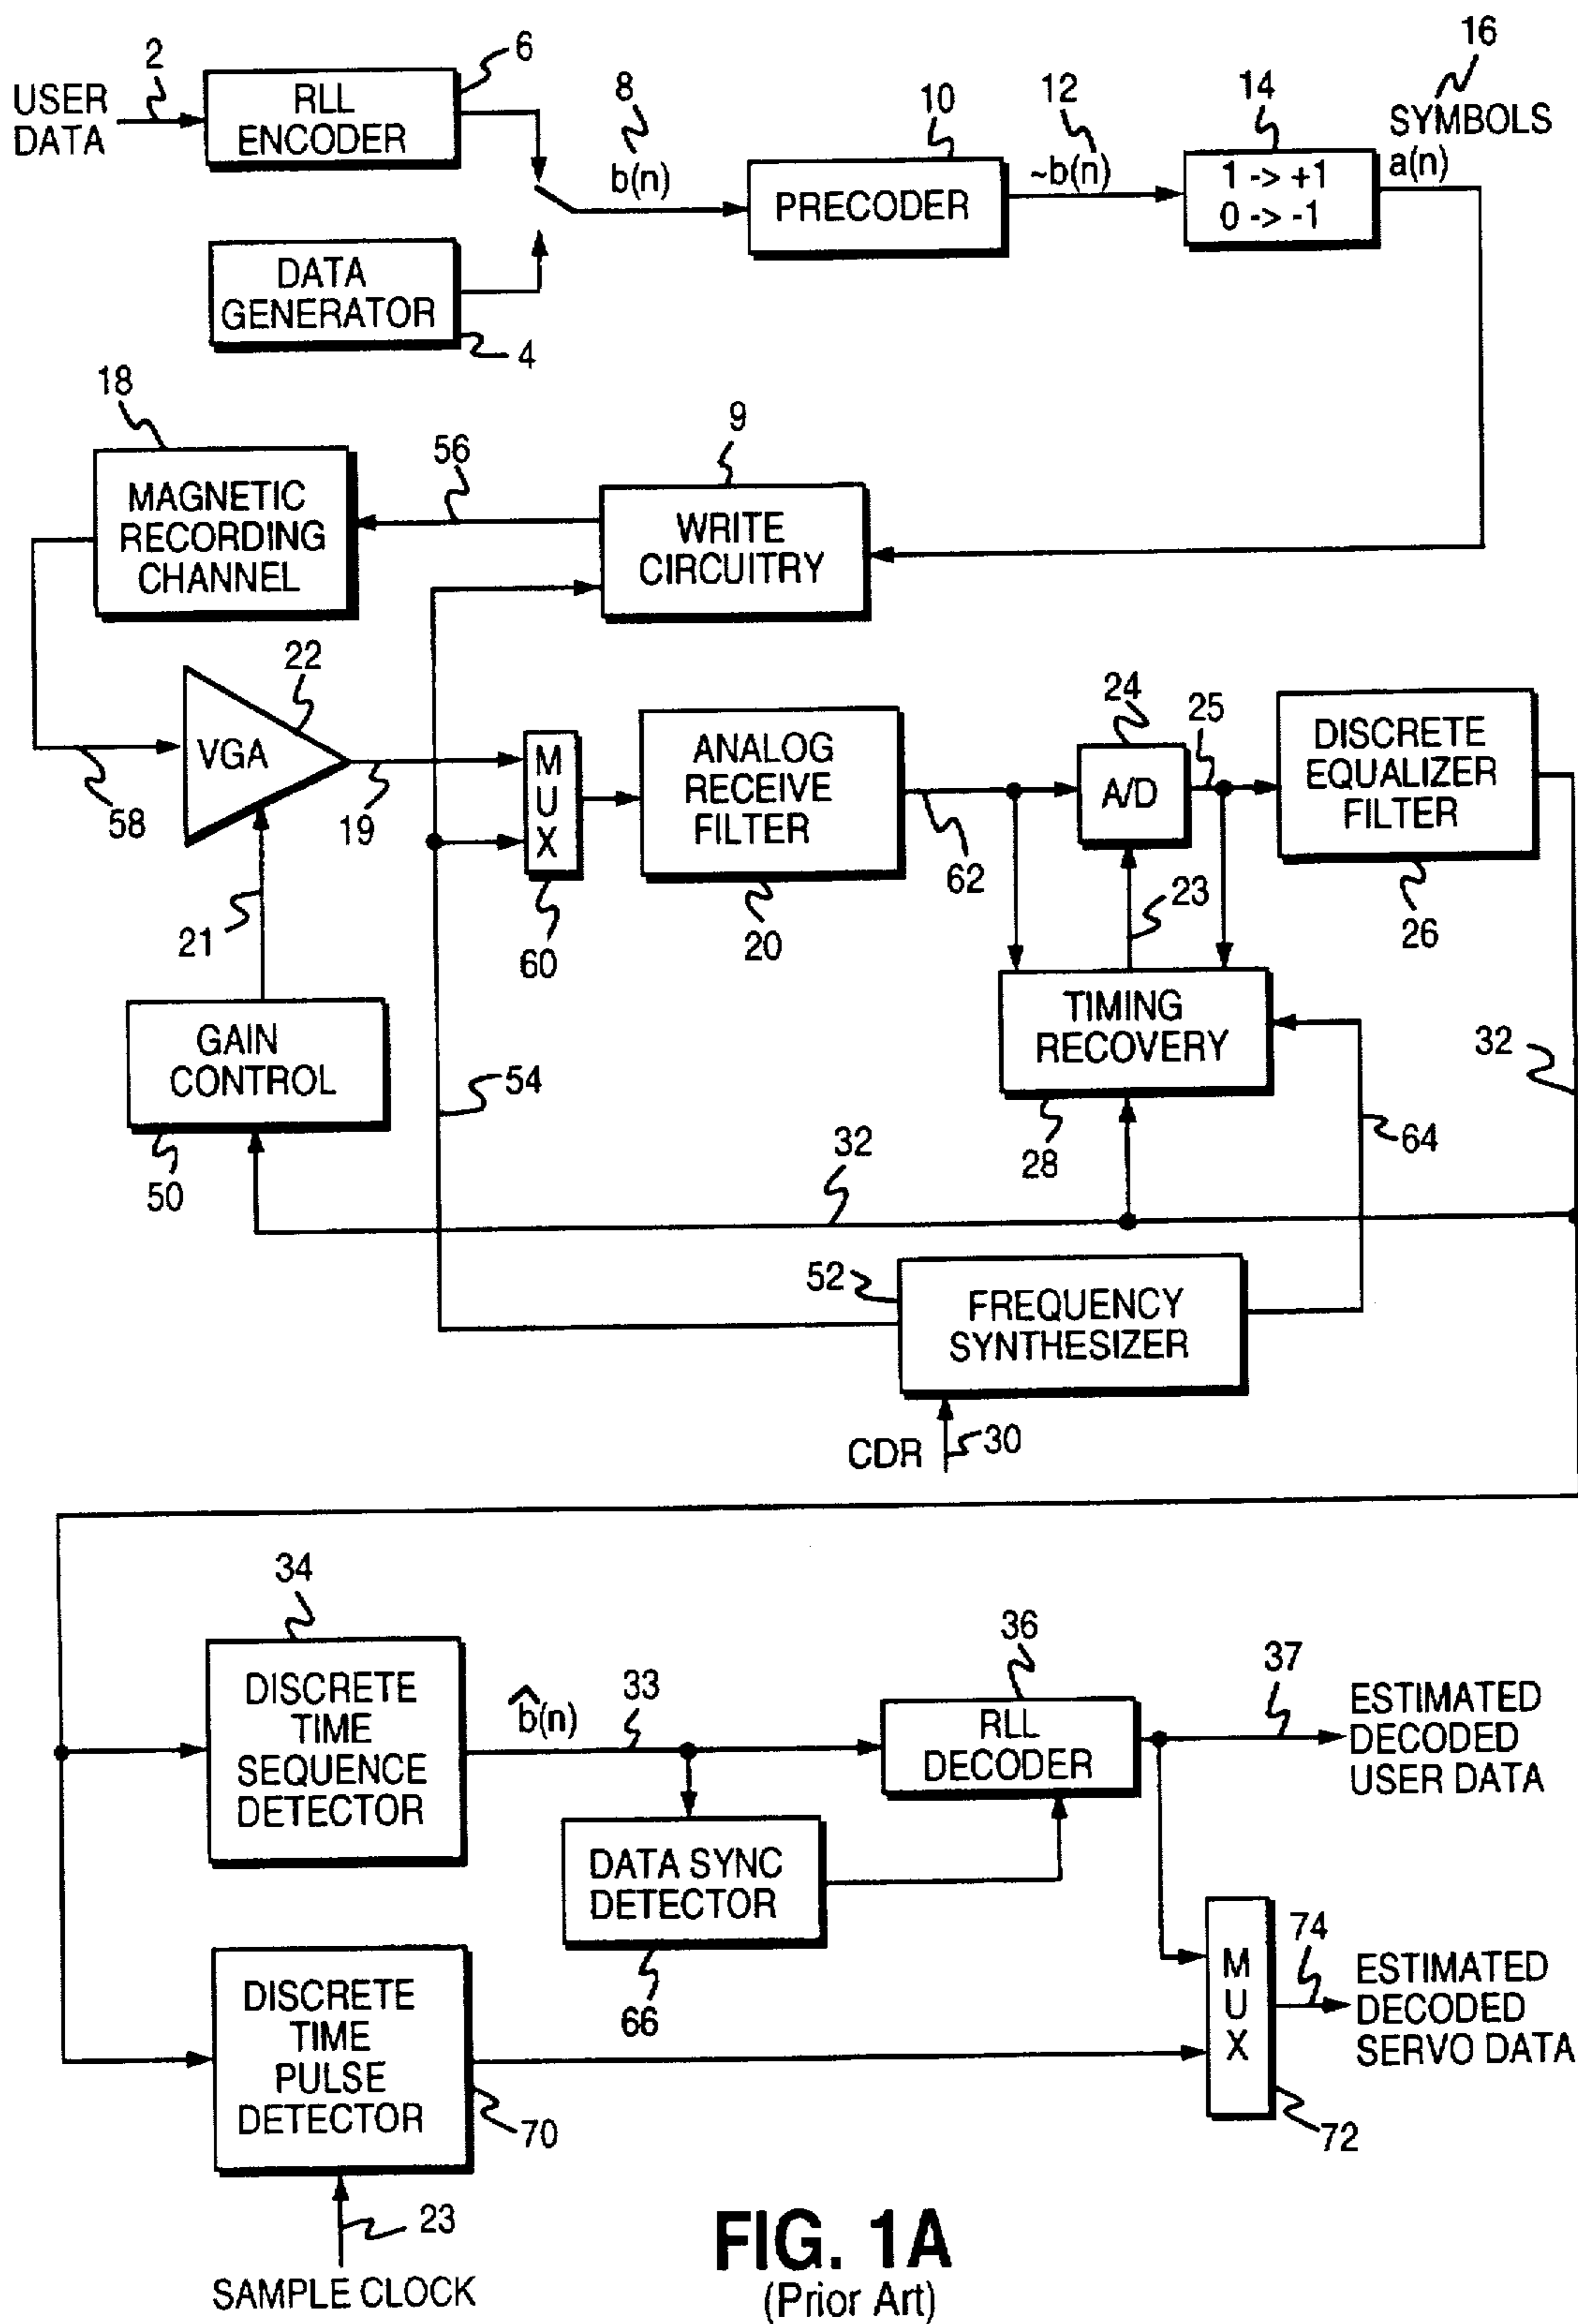 2
6
16
USER
DATA
RLL
ENCODER
8
b(n)
10
PRECODER
12
~b(n)
14
1 -> +1
0 -> -1
SYMBOLS
a(n)
DATA
GENERATOR
4
18
MAGNETIC
RECORDING
CHANNEL
56
9
WRITE
CIRCUITRY
22
VGA
58
19
MUX
60
ANALOG
RECEIVE
FILTER
20
62
24
A/D
25
DISCRETE
EQUALIZER
FILTER
26
21
23
GAIN
CONTROL
50
54
TIMING
RECOVERY
28
32
64
32
52
FREQUENCY
SYNTHESIZER
CDR
30
34
DISCRETE
TIME
SEQUENCE
DETECTOR
b̂(n)
33
36
RLL
DECODER
37
ESTIMATED
DECODED
USER DATA
DATA SYNC
DETECTOR
66
DISCRETE
TIME
PULSE
DETECTOR
70
MUX
72
74
ESTIMATED
DECODED
SERVO DATA
23
SAMPLE CLOCK
FIG. 1A
(Prior Art)